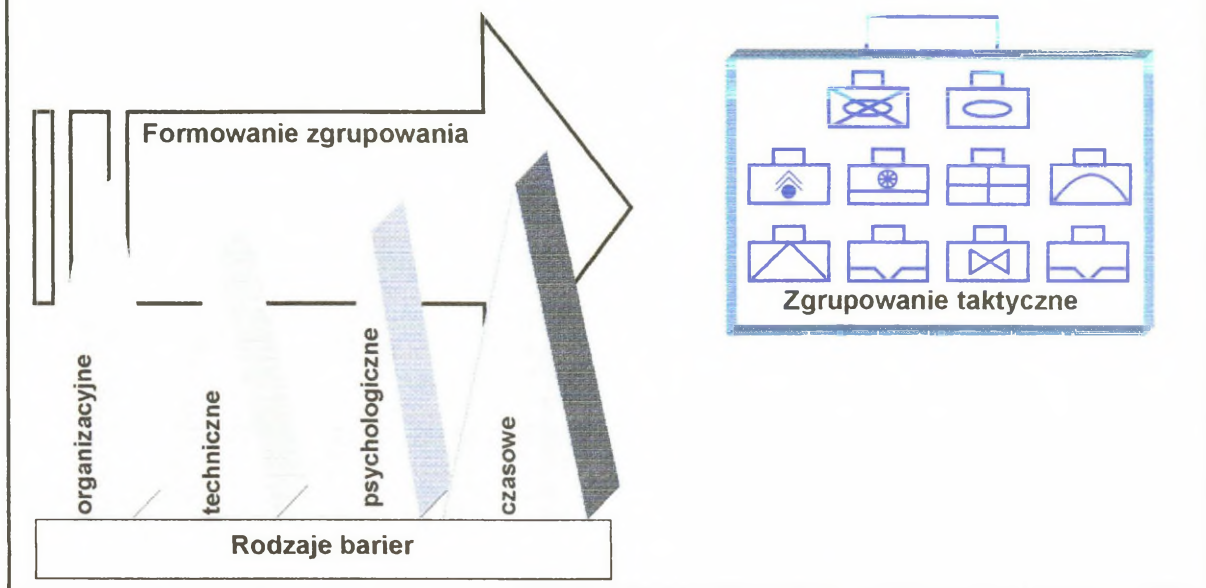 Formowanie zgrupowania
organizacyjne
techniczne
psychologiczne
czasowe
Rodzaje barier
Zgrupowanie taktyczne